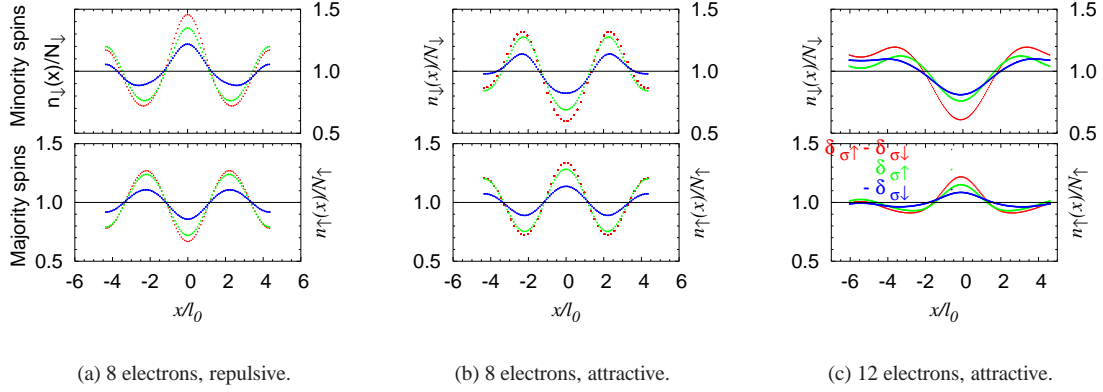 Minority spins
n↓(x)/N↓
1.5
1.0
0.5
n↓(x)/N↓
1.5
1.0
0.5
n↓(x)/N↓
1.5
1.0
0.5
Majority spins
1.5
1.0
0.5
n↑(x)/N↑
1.5
1.0
0.5
n↑(x)/N↑
1.5
1.0
0.5
n↑(x)/N↑
δσ↑ - δσ↓
δσ↑
- δσ↓
-6 -4 -2 0 2 4 6
-6 -4 -2 0 2 4 6
-6 -4 -2 0 2 4
x/l0
x/l0
x/l0
(a) 8 electrons, repulsive.
(b) 8 electrons, attractive.
(c) 12 electrons, attractive.